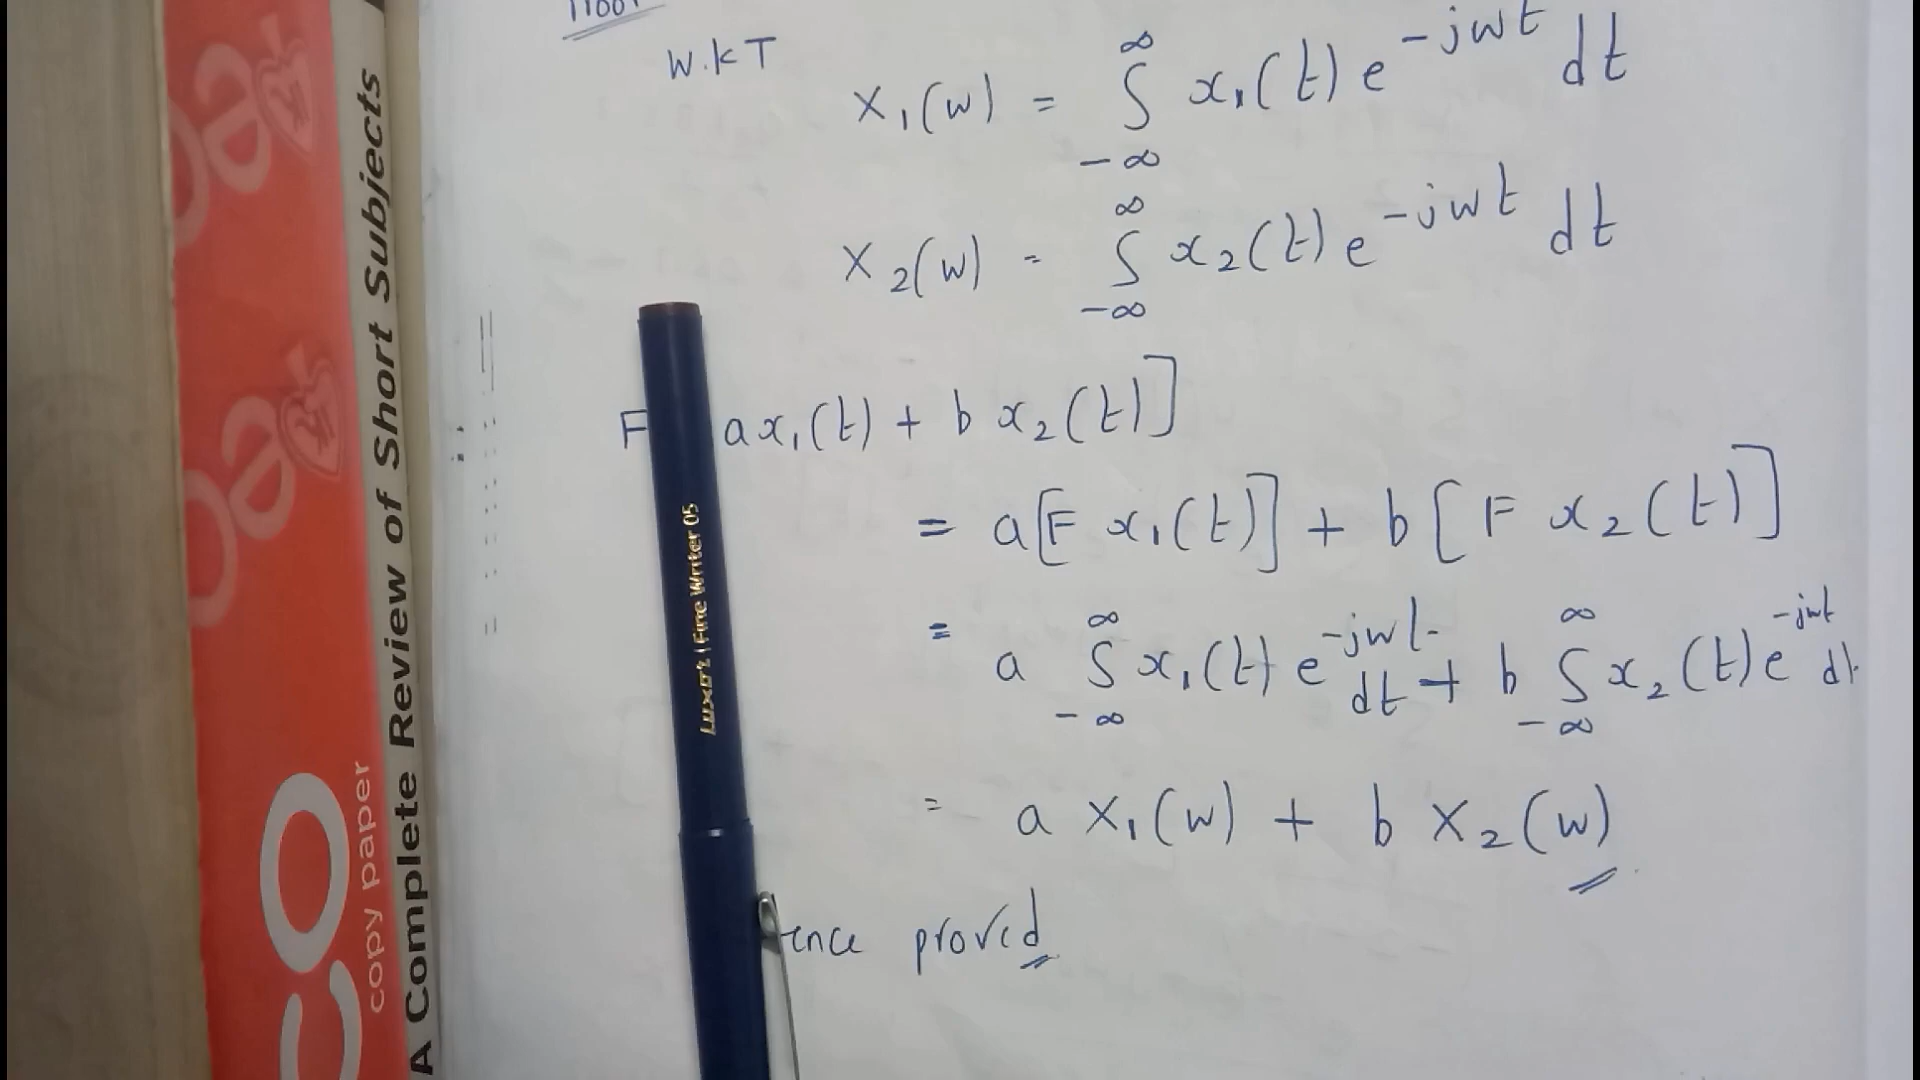 W.KT
X₁(w) = ∫_{-∞}^{∞} x₁(t) e^{-jwt} dt
X₂(w) = ∫_{-∞}^{∞} x₂(t) e^{-jwt} dt
F ax₁(t) + b x₂(t)]
= a[F x₁(t)] + b [F x₂(t)]
= a ∫_{-∞}^{∞} x₁(t) e^{-jwt} dt + b ∫_{-∞}^{∞} x₂(t) e^{-jwt} dt
= a X₁(w) + b X₂(w)
proved
A Complete Review of Short Subjects
copy paper
Luxor | Fine Writer 05